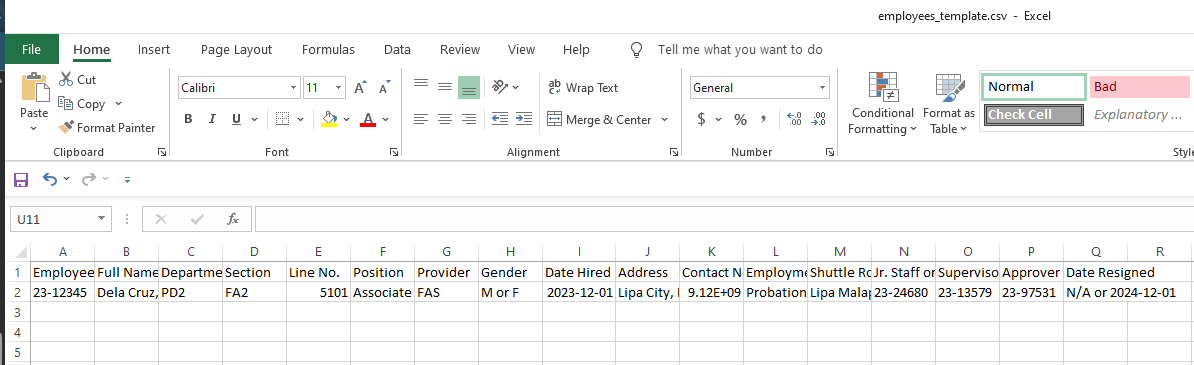 employees_template.csv - Excel
File Home Insert Page Layout Formulas Data Review View Help Tell me what you want to do
Paste
Cut
Copy
Format Painter
Clipboard
Calibri 11
B I U A
Font
Wrap Text
Merge & Center
Alignment
General
$ % ,
Number
Conditional Formatting
Format as Table
Normal Bad
Check Cell Explanatory ...
Style
U11 fx
A B C D E F G H I J K L M N O P Q R
1 Employee Full Name Departme Section Line No. Position Provider Gender Date Hired Address Contact N Employme Shuttle Ro Jr. Staff or Superviso Approver Date Resigned
2 23-12345 Dela Cruz, PD2 FA2 5101 Associate FAS M or F 2023-12-01 Lipa City, 9.12E+09 Probation Lipa Malap 23-24680 23-13579 23-97531 N/A or 2024-12-01
3
4
5